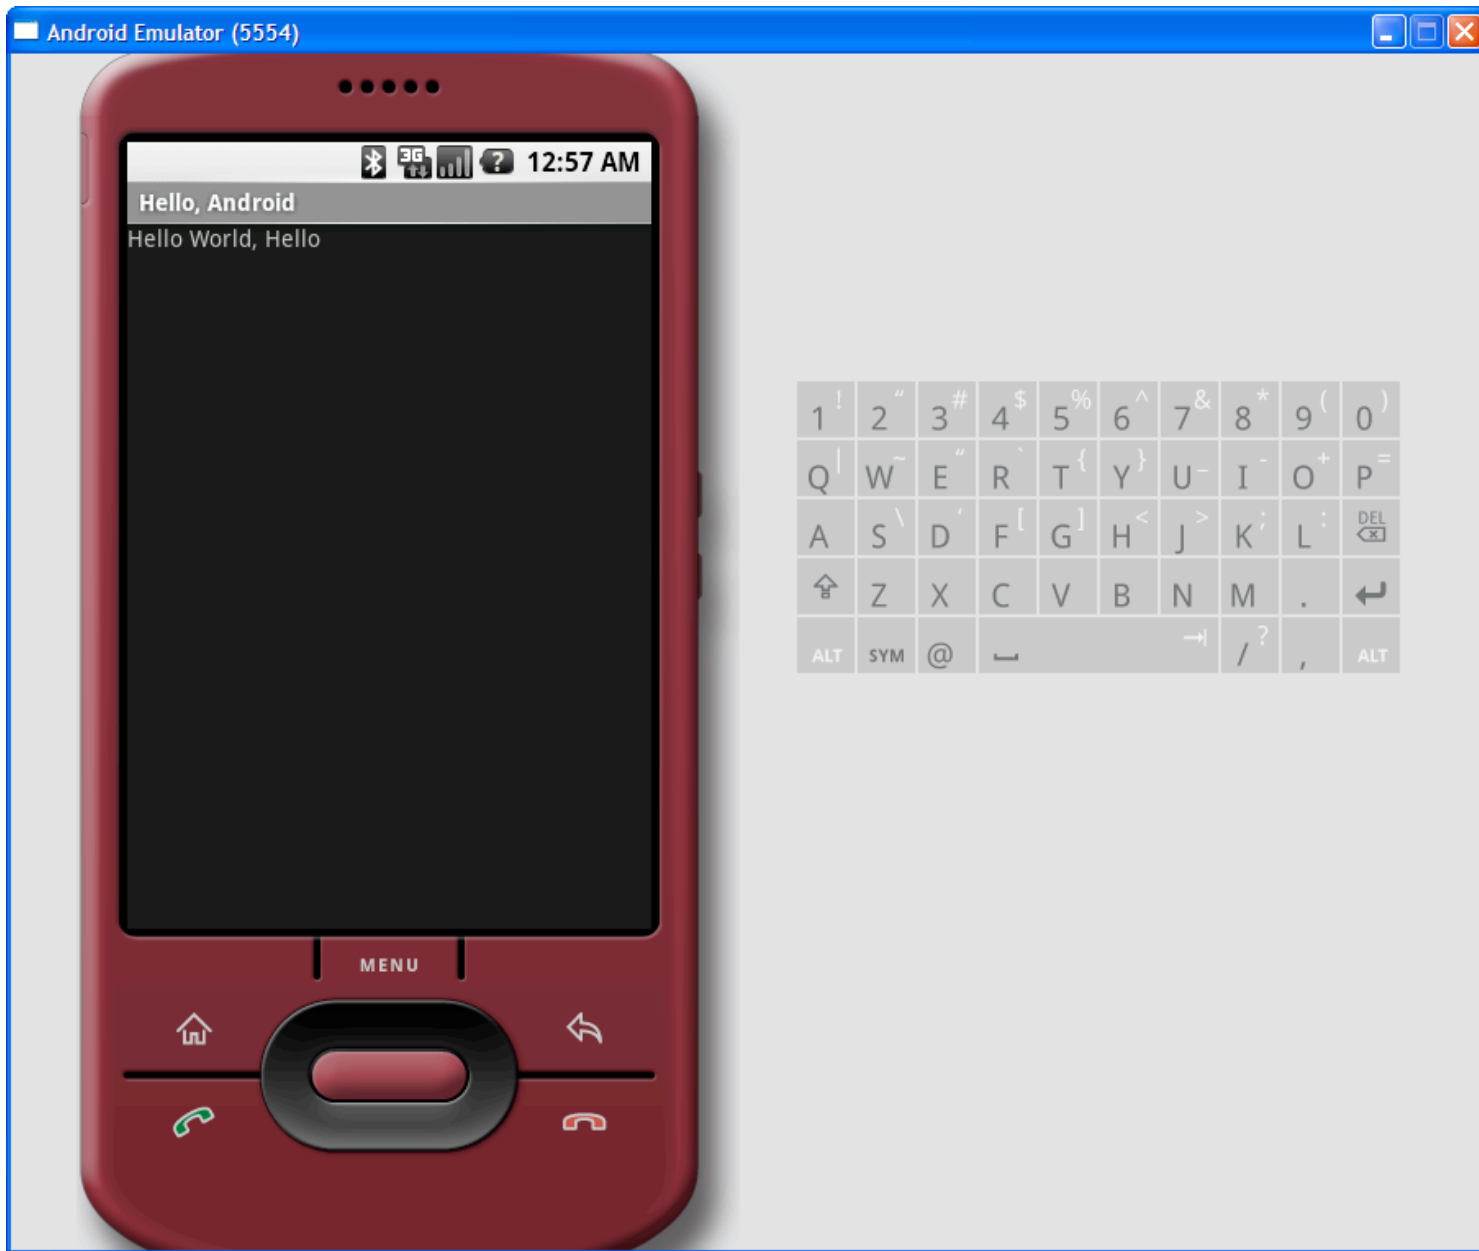 Android Emulator (5554)
3G 12:57 AM
Hello, Android
Hello World, Hello
MENU
1 ! 2 “ 3 # 4 $ 5 % 6 ^ 7 & 8 * 9 ( 0 )
Q | W ~ E “ R ` T { Y } U _ I - O + P =
A S \ D ‘ F [ G ] H < J > K ; L : DEL
Z X C V B N M .
ALT SYM @ / ? , ALT